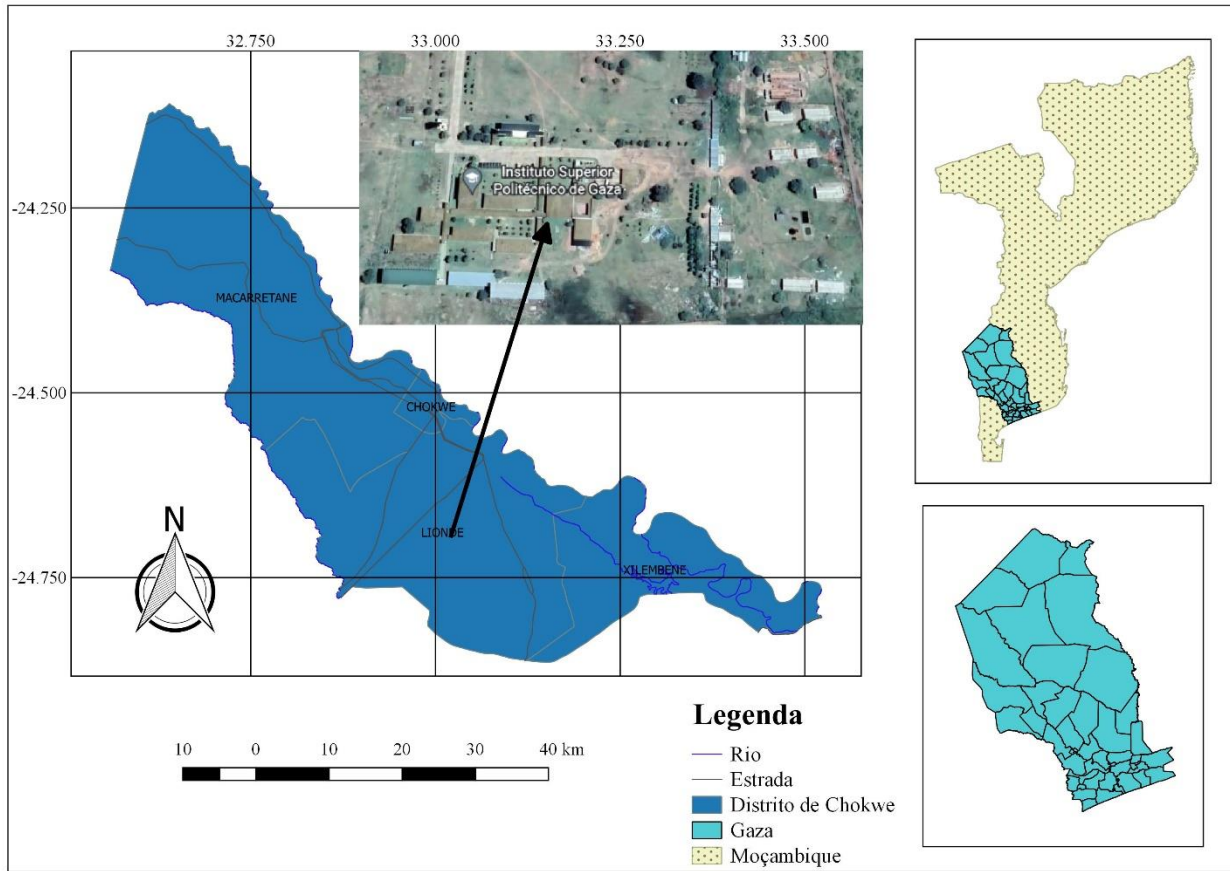 32.750
33.000
33.250
33.500
-24.250
-24.500
-24.750
Instituto Superior
Politécnico de Gaza
MACARRETANE
CHOKWE
LIONDE
XILEMBENE
N
10 0 10 20 30 40 km
Legenda
Rio
Estrada
Distrito de Chokwe
Gaza
Moçambique